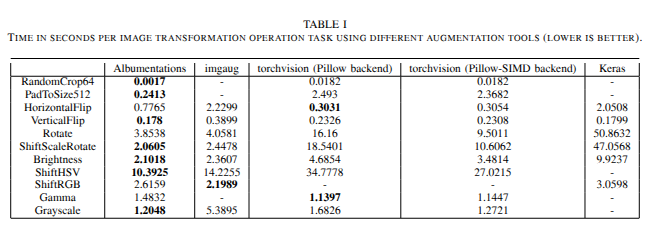 TABLE I
TIME IN SECONDS PER IMAGE TRANSFORMATION OPERATION TASK USING DIFFERENT AUGMENTATION TOOLS (LOWER IS BETTER).
Albumentations imgaug torchvision (Pillow backend) torchvision (Pillow-SIMD backend) Keras
RandomCrop64 0.0017 - 0.0182 0.0182 -
PadToSize512 0.2413 - 2.493 2.3682 -
HorizontalFlip 0.7765 2.2299 0.3031 0.3054 2.0508
VerticalFlip 0.178 0.3899 0.2326 0.2308 0.1799
Rotate 3.8538 4.0581 16.16 9.5011 50.8632
ShiftScaleRotate 2.0605 2.4478 18.5401 10.6062 47.0568
Brightness 2.1018 2.3607 4.6854 3.4814 9.9237
ShiftHSV 10.3925 14.2255 34.7778 27.0215 -
ShiftRGB 2.6159 2.1989 - - 3.0598
Gamma 1.4832 - 1.1397 1.1447 -
Grayscale 1.2048 5.3895 1.6826 1.2721 -